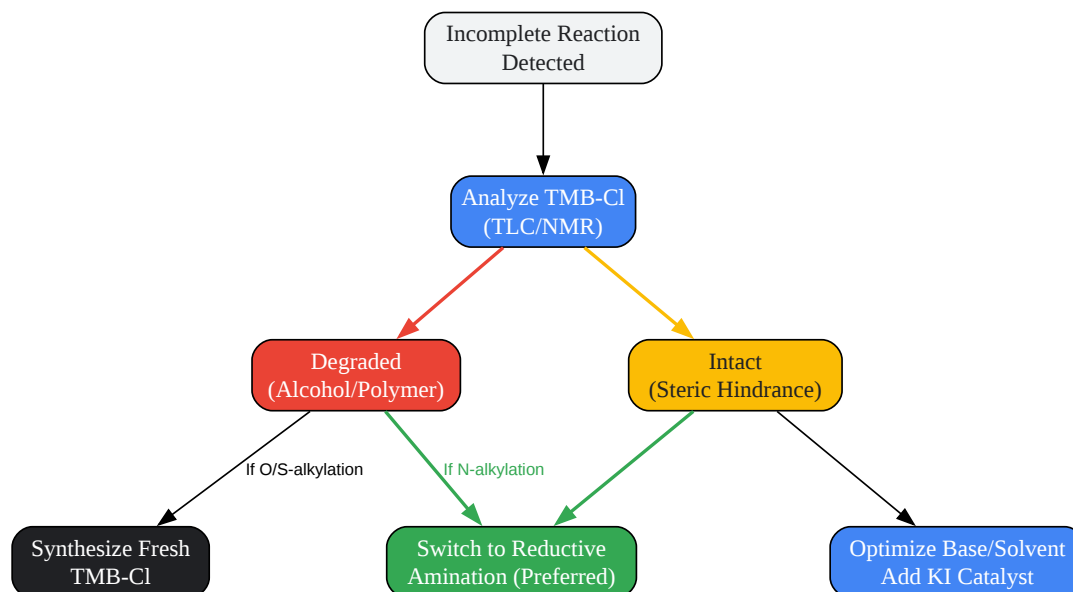 Incomplete Reaction
Detected
Analyze TMB-Cl
(TLC/NMR)
Degraded
(Alcohol/Polymer)
Intact
(Steric Hindrance)
If O/S-alkylation
If N-alkylation
Synthesize Fresh
TMB-Cl
Switch to Reductive
Amination (Preferred)
Optimize Base/Solvent
Add KI Catalyst